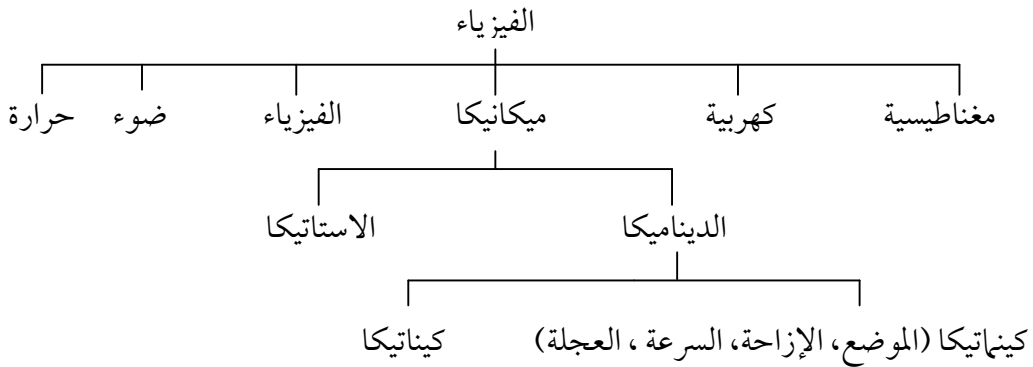 الفيزياء
مغناطيسية كهربية ميكانيكا الفيزياء ضوء حرارة
الديناميكا الاستاتيكا
كينماتيكا (الموضع، الإزاحة، السرعة ، العجلة) كيناتيكا